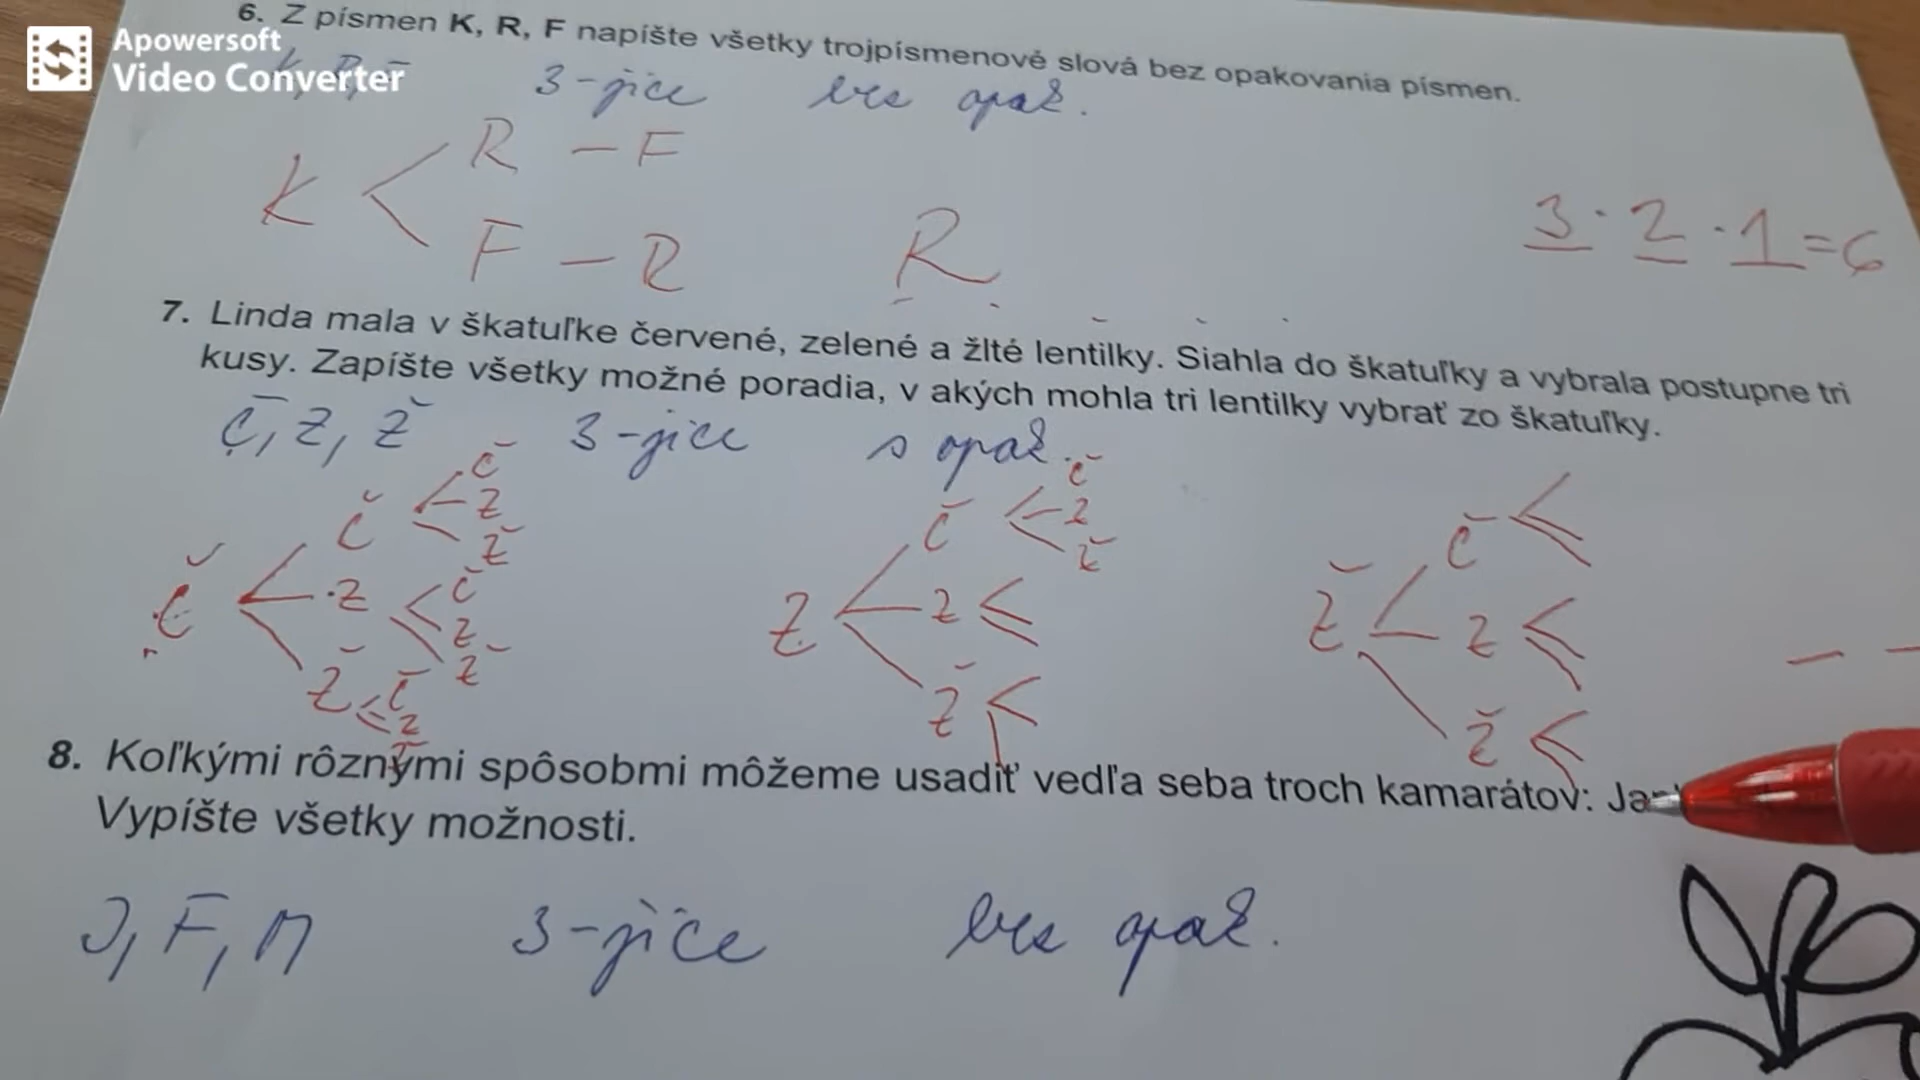 Apowersoft
Video Converter
6. Z písmen K, R, F napíšte všetky trojpísmenové slová bez opakovania písmen.
3-jice bez opak.
K R - F
F - R
R
3 · 2 · 1 = 6
7. Linda mala v škatuľke červené, zelené a žlté lentilky. Siahla do škatuľky a vybrala postupne tri
kusy. Zapíšte všetky možné poradia, v akých mohla tri lentilky vybrať zo škatuľky.
Č, Z, Ž 3-jice s opak.
Č Č Č Z Ž
Z Č Z Ž
Ž Č Z Ž
Z Č Č Z Ž
Z
Ž
Ž Č
Z
Ž
8. Koľkými rôznymi spôsobmi môžeme usadiť vedľa seba troch kamarátov:
Vypíšte všetky možnosti.
J, F, M 3-jice bez opak.